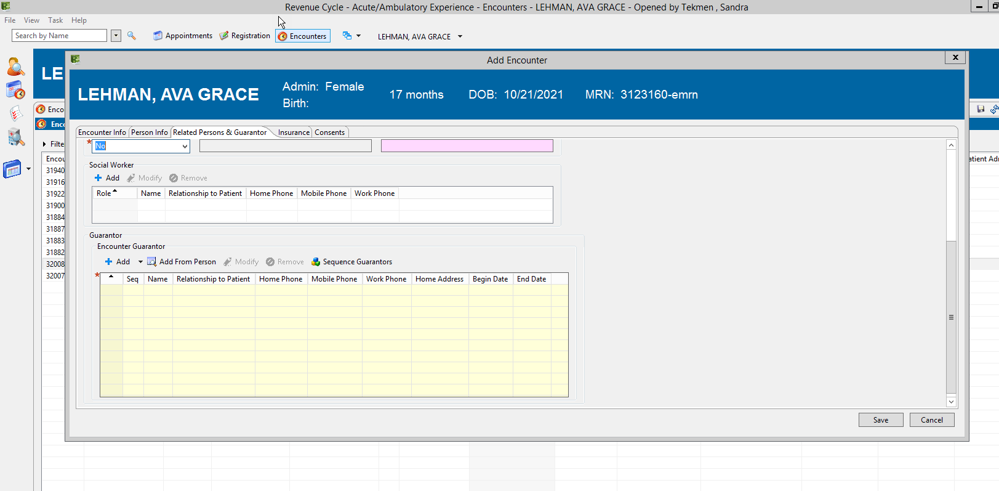 Revenue Cycle - Acute/Ambulatory Experience - Encounters - LEHMAN, AVA GRACE - Opened by Tekmen , Sandra
File View Task Help
Search by Name Appointments Registration Encounters LEHMAN, AVA GRACE
Add Encounter X
LE
LEHMAN, AVA GRACE Admin: Female Birth: 17 months DOB: 10/21/2021 MRN: 3123160-emrn
Enco
Enc
Encounter Info Person Info Related Persons & Guarantor Insurance Consents
Filte
* No
Encou
atient Adr
31940
31916
31922
31900
31884
31887
31883
31882
32008
32007
Social Worker
Add Modify Remove
Role Name Relationship to Patient Home Phone Mobile Phone Work Phone
Guarantor
Encounter Guarantor
Add Add From Person Modify Remove Sequence Guarantors
* Seq Name Relationship to Patient Home Phone Mobile Phone Work Phone Home Address Begin Date End Date
Save Cancel